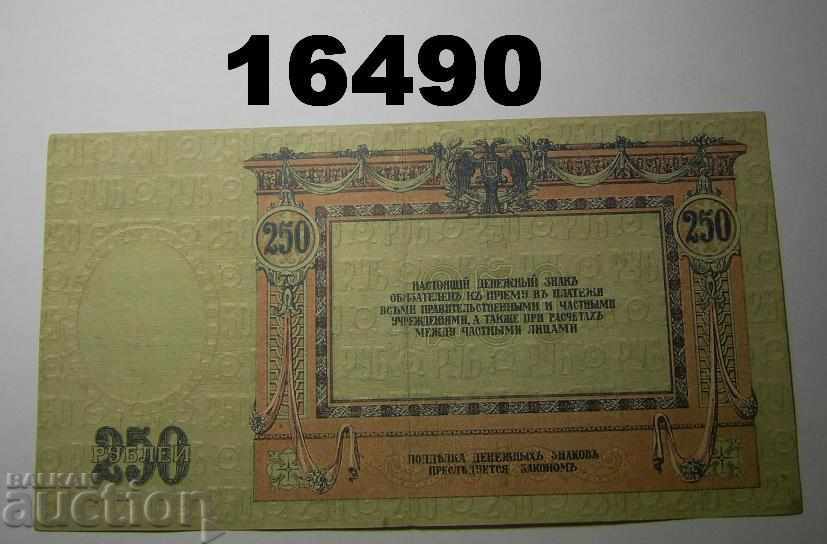 16490
250
250
НАСТОЯЩІЙ ДЕНЕЖНЫЙ ЗНАКЪ
ОБЯЗАТЕЛЕНЪ КЪ ПРІЕМУ ВЪ ПЛАТЕЖИ
ВСѢМИ ПРАВИТЕЛЬСТВЕННЫМИ И ЧАСТНЫМИ
УЧРЕЖДЕНІЯМИ, А ТАКЖЕ ПРИ РАСЧЕТАХЪ
МЕЖДУ ЧАСТНЫМИ ЛИЦАМИ
250
РУБЛЕЙ
ПОДДѢЛКА ДЕНЕЖНЫХЪ ЗНАКОВЪ
ПРЕСЛѢДУЕТСЯ ЗАКОНОМЪ
БАЛКАН
auction